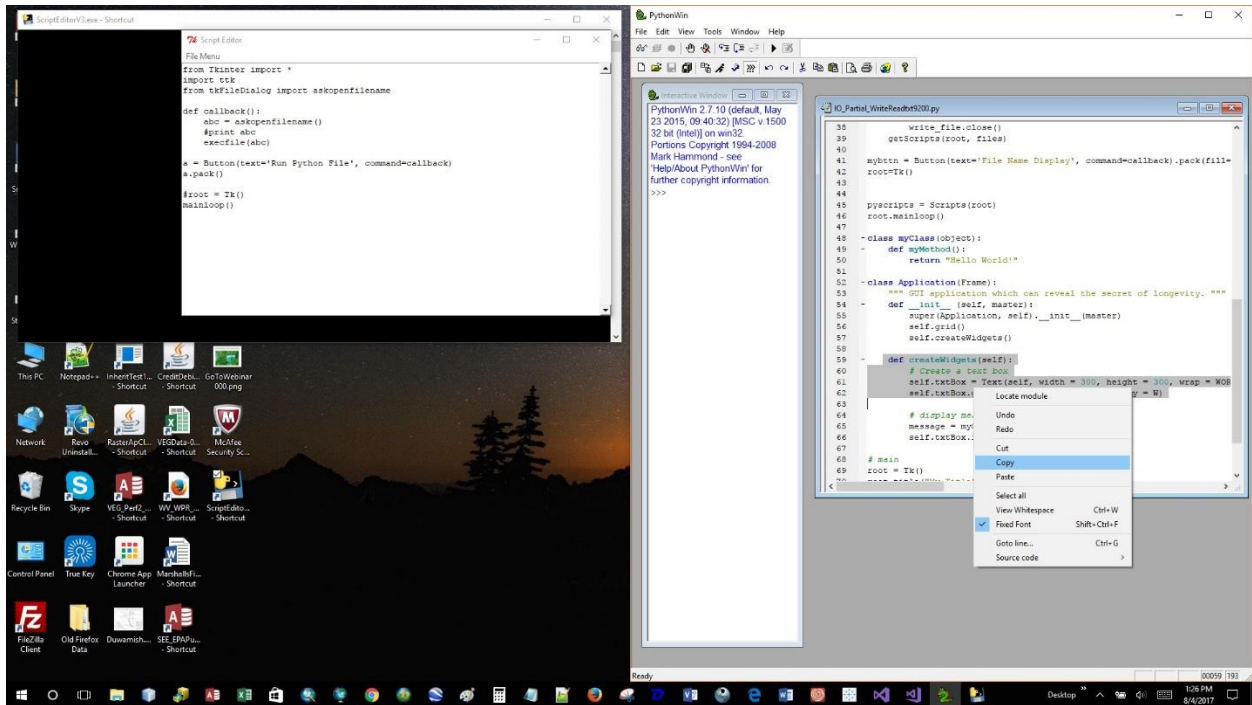 ScriptEditorV3.exe - Shortcut
Script Editor
File Menu
from Tkinter import *
import ttk
from tkFileDialog import askopenfilename
def callback():
abc = askopenfilename()
#print abc
execfile(abc)
a = Button(text='Run Python File', command=callback)
a.pack()
#root = Tk()
mainloop()
This PC
Notepad++
InheritTest1... - Shortcut
CreditDebi... - Shortcut
GoToWebinar 000.png
Network
Revo Uninstall...
RasterApCl... - Shortcut
VEGData-0... - Shortcut
McAfee Security Sc...
Recycle Bin
Skype
VEG_Perf2_... - Shortcut
WV_WPR_... - Shortcut
ScriptEdito... - Shortcut
Control Panel
True Key
Chrome App Launcher
MarshallsFi... - Shortcut
FileZilla Client
Old Firefox Data
Duwamish....
SEE_EPAPu... - Shortcut
PythonWin
File Edit View Tools Window Help
Interactive Window
PythonWin 2.7.10 (default, May
23 2015, 09:40:32) [MSC v.1500
32 bit (Intel)] on win32.
Portions Copyright 1994-2008
Mark Hammond - see
'Help/About PythonWin' for
further copyright information.
>>>
IO_Partial_WriteReadtxt9200.py
38 write_file.close()
39 getScripts(root, files)
40
41 mybttn = Button(text='File Name Display', command=callback).pack(fill=
42 root=Tk()
43
44
45 pyscripts = Scripts(root)
46 root.mainloop()
47
48 -class myClass(object):
49 - def myMethod():
50 return "Hello World!"
51
52 -class Application(Frame):
53 """ GUI application which can reveal the secret of longevity. """
54 - def __init__ (self, master):
55 super(Application, self).__init__(master)
56 self.grid()
57 self.createWidgets()
58
59 - def createWidgets(self):
60 # Create a text box
61 self.txtBox = Text(self, width = 300, height = 300, wrap = WOR
62 self.txtBox. y = W)
63
64 # display me
65 message = my
66 self.txtBox.
67
68 # main
69 root = Tk()
Locate module
Undo
Redo
Cut
Copy
Paste
Select all
View Whitespace Ctrl+W
Fixed Font Shift+Ctrl+F
Goto line... Ctrl+G
Source code
Ready
00059 193
Desktop
1:26 PM
8/4/2017